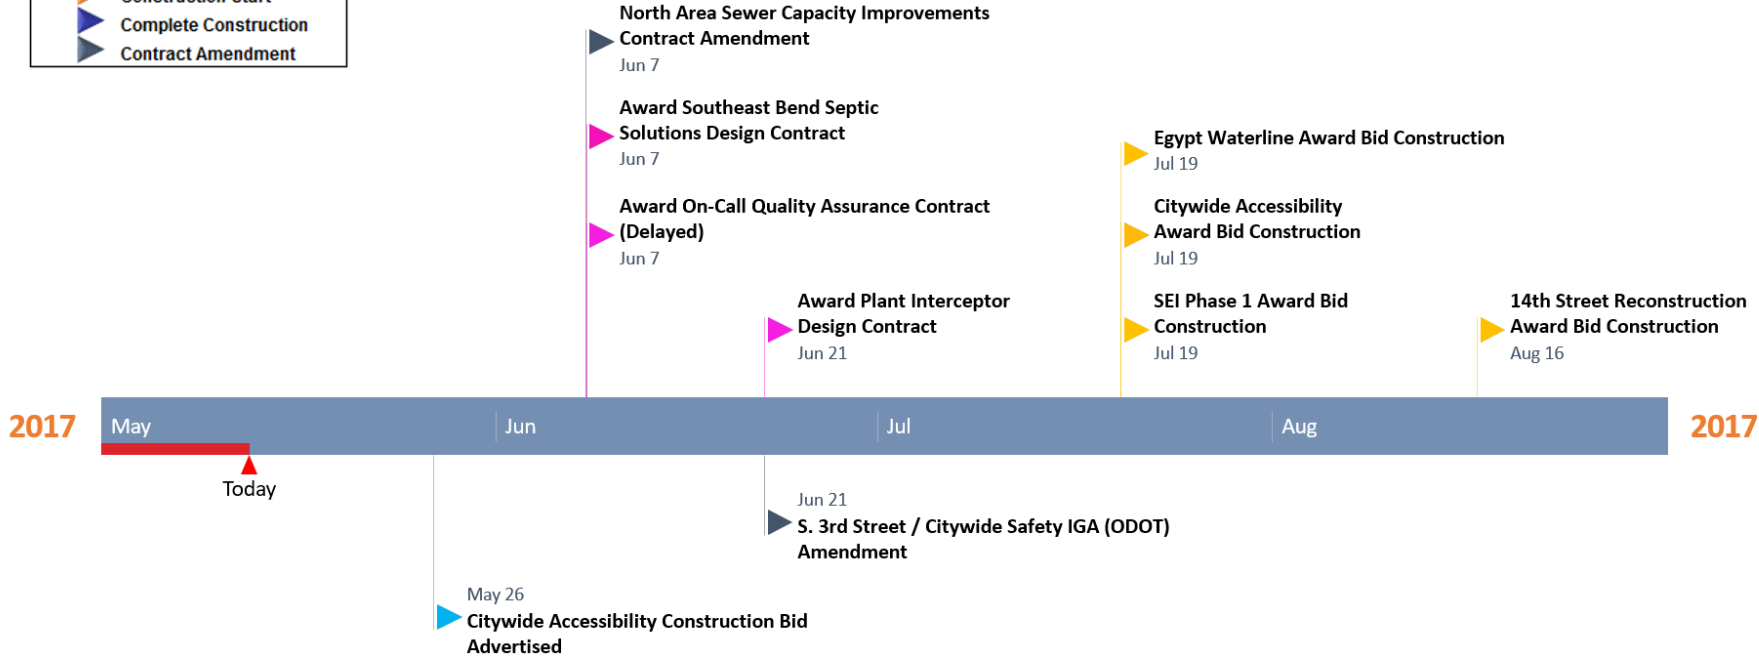 Construction Start
Complete Construction
Contract Amendment
North Area Sewer Capacity Improvements
Contract Amendment
Jun 7
Award Southeast Bend Septic
Solutions Design Contract
Jun 7
Award On-Call Quality Assurance Contract
(Delayed)
Jun 7
Award Plant Interceptor
Design Contract
Jun 21
Egypt Waterline Award Bid Construction
Jul 19
Citywide Accessibility
Award Bid Construction
Jul 19
SEI Phase 1 Award Bid
Construction
Jul 19
14th Street Reconstruction
Award Bid Construction
Aug 16
2017
May
Jun
Jul
Aug
2017
Today
Jun 21
S. 3rd Street / Citywide Safety IGA (ODOT)
Amendment
May 26
Citywide Accessibility Construction Bid
Advertised